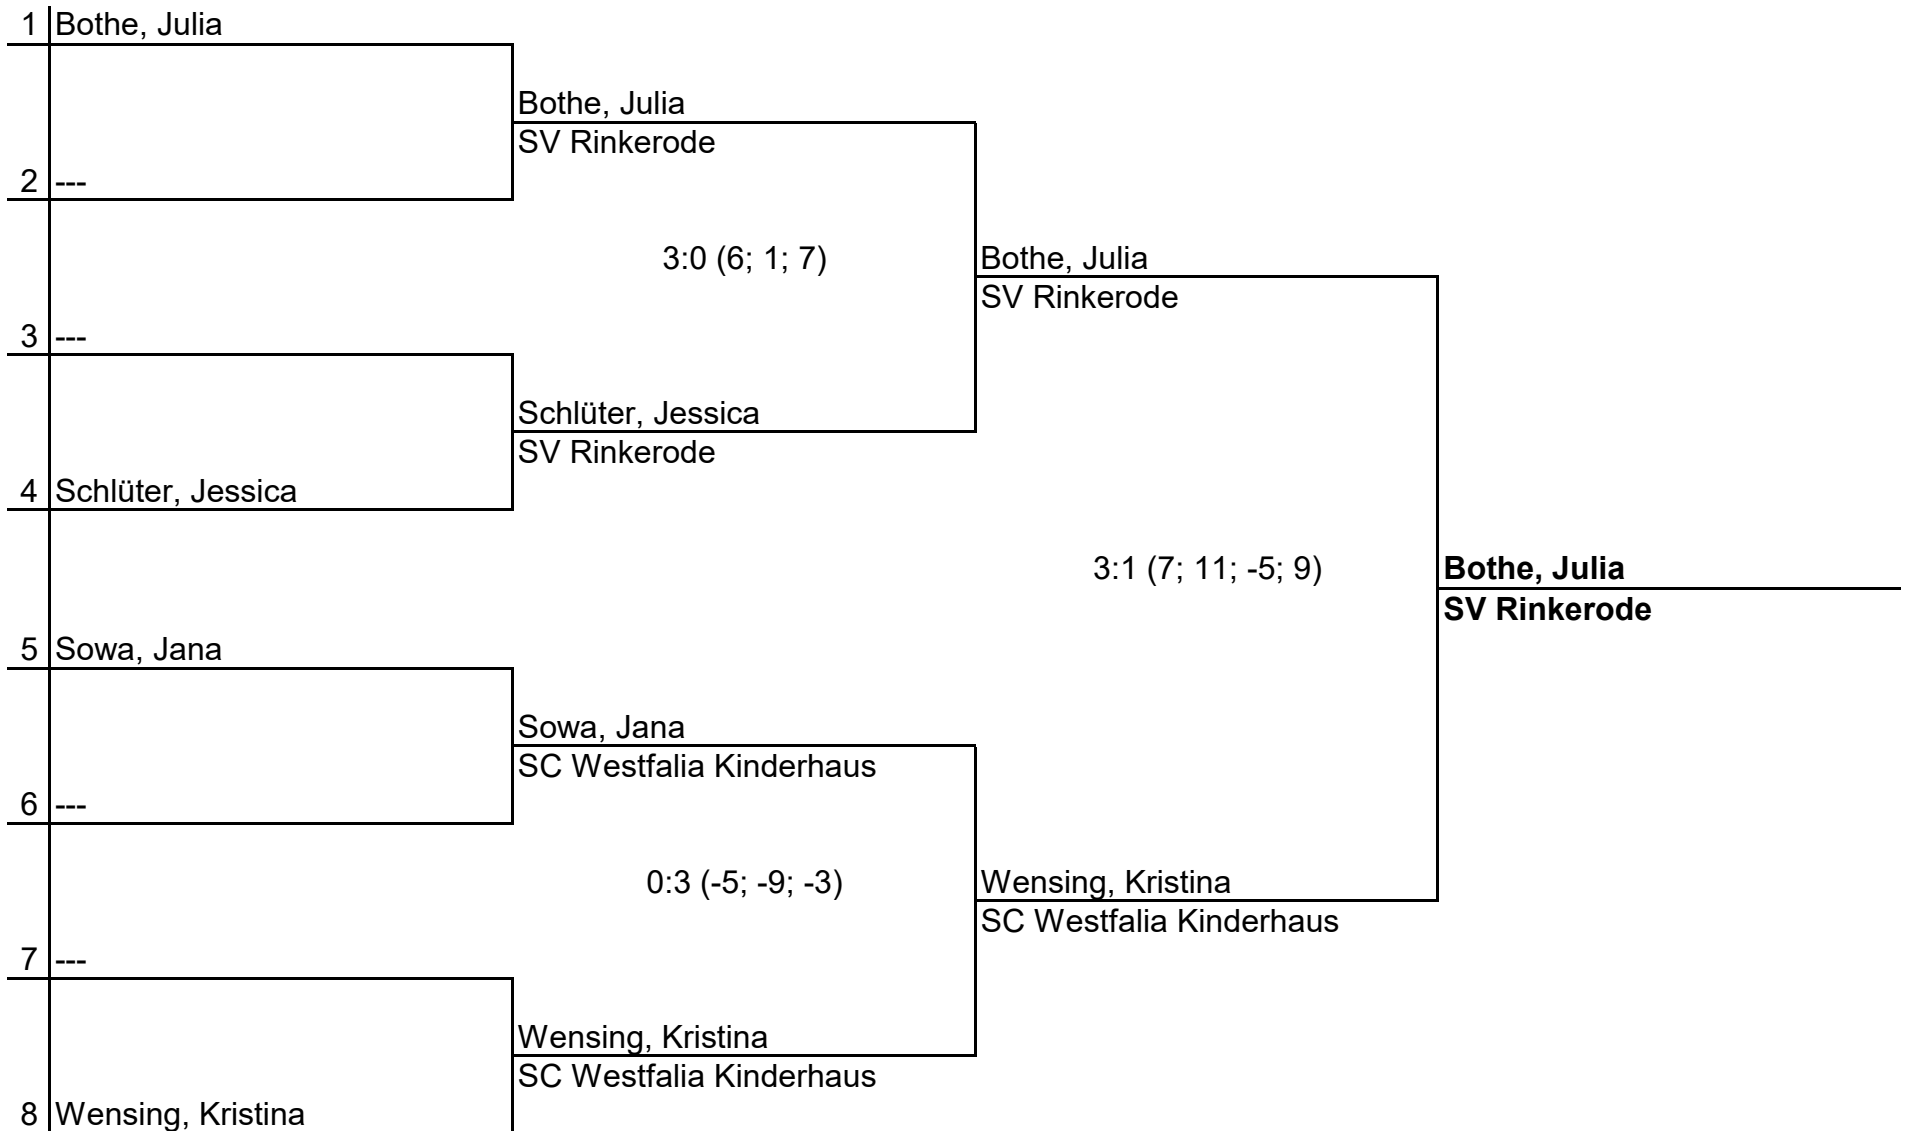 1 Bothe, Julia
Bothe, Julia
SV Rinkerode
2 ---
3:0 (6; 1; 7)
Bothe, Julia
SV Rinkerode
3 ---
Schlüter, Jessica
SV Rinkerode
4 Schlüter, Jessica
3:1 (7; 11; -5; 9)
Bothe, Julia
SV Rinkerode
5 Sowa, Jana
Sowa, Jana
SC Westfalia Kinderhaus
6 ---
0:3 (-5; -9; -3)
Wensing, Kristina
SC Westfalia Kinderhaus
7 ---
Wensing, Kristina
SC Westfalia Kinderhaus
8 Wensing, Kristina